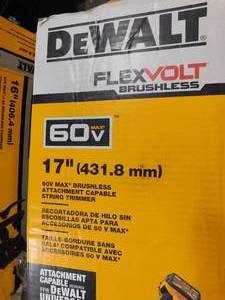 DEWALT
FLEXVOLT
BRUSHLESS
60V MAX*
17" (431.8 mm)
60V MAX* BRUSHLESS
ATTACHMENT CAPABLE
STRING TRIMMER
RECORTADORA DE HILO SIN
ESCOBILLAS APTA PARA
ACCESORIOS DE 60 V MAX*
TAILLE-BORDURE SANS
BALAI COMPATIBLE AVEC
ACCESSOIRES 60 V MAX*
ATTACHMENT
CAPABLE
DEWALT
16" (406.4 mm)